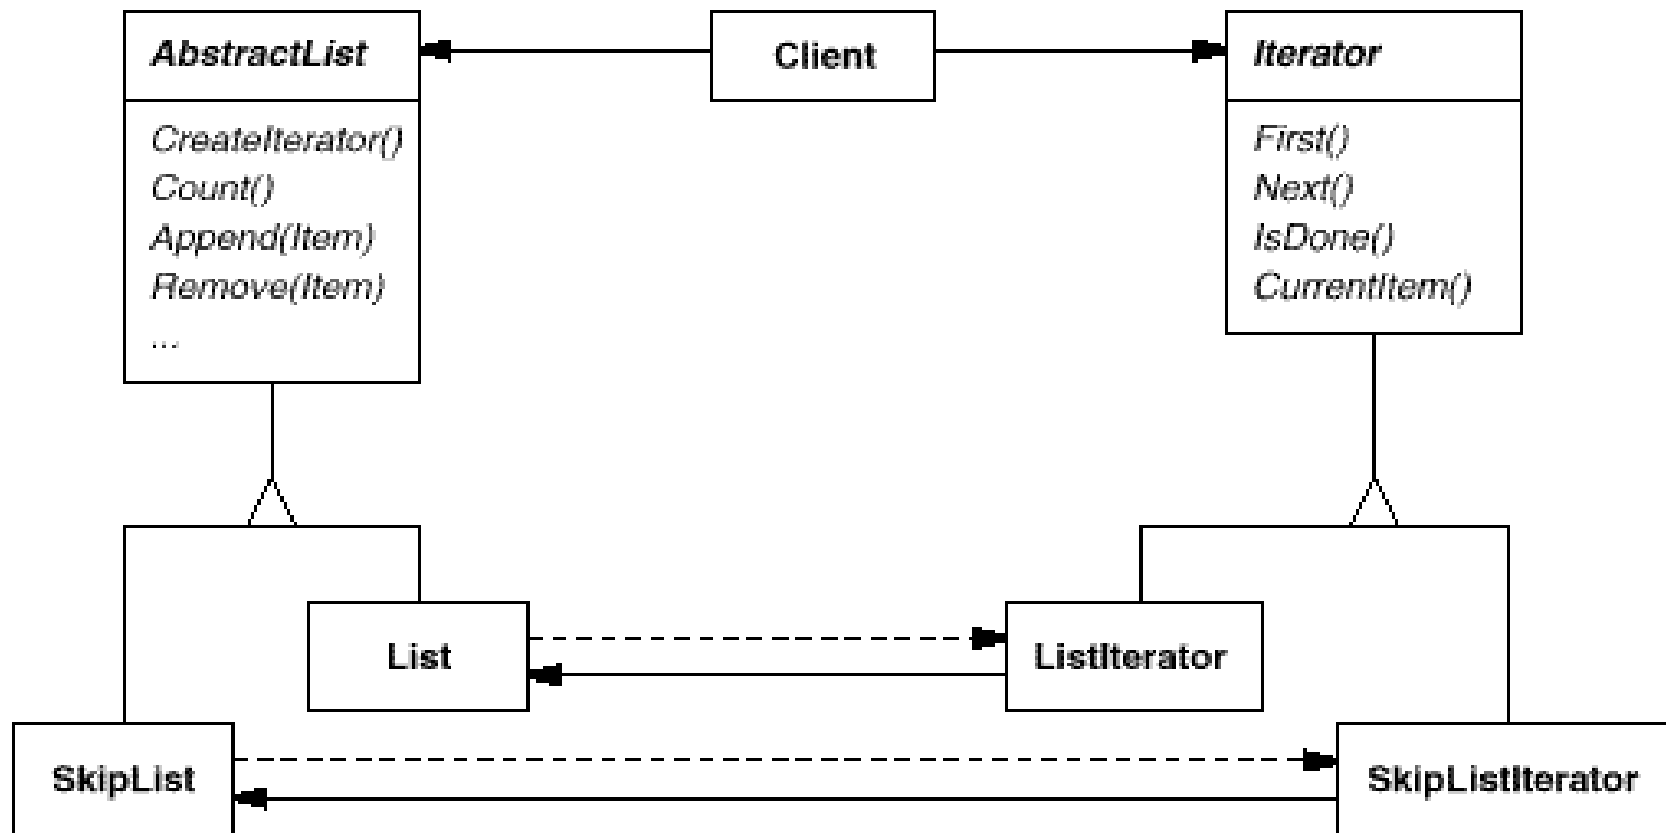 AbstractList
CreateIterator()
Count()
Append(Item)
Remove(Item)
...
Client
Iterator
First()
Next()
IsDone()
CurrentItem()
List
ListIterator
SkipList
SkipListIterator